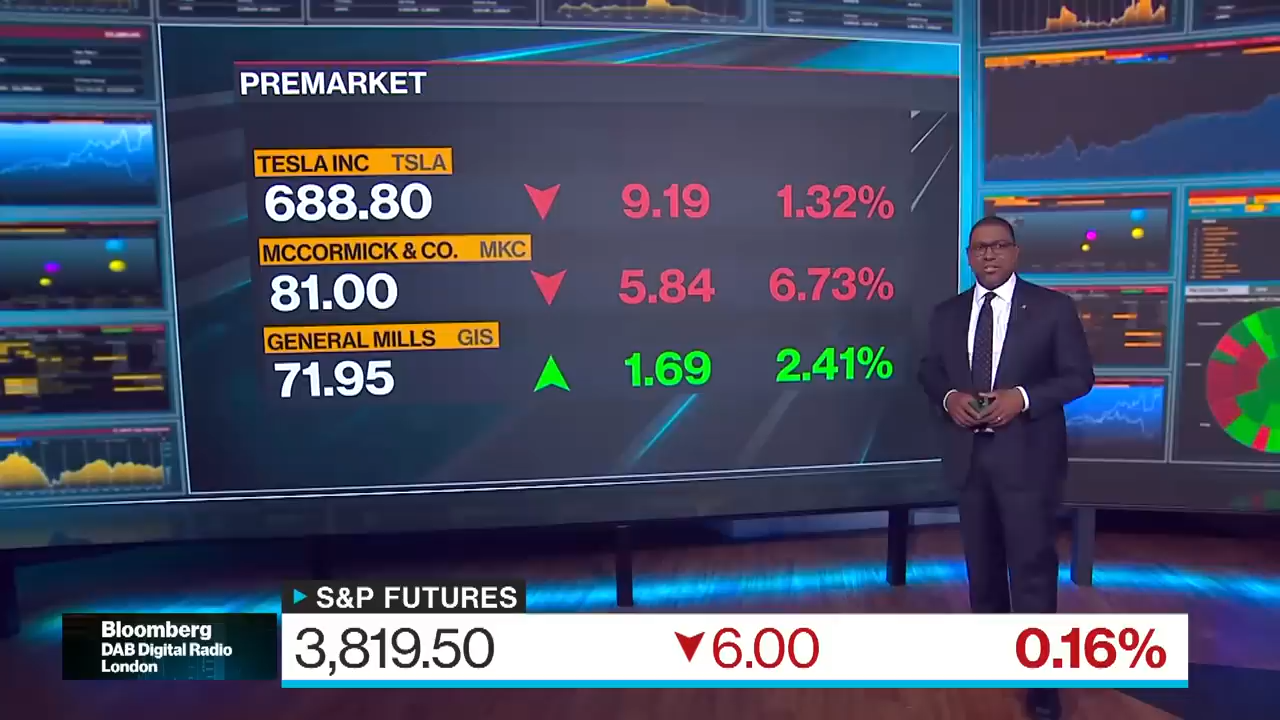 PREMARKET
TESLA INC TSLA
688.80 9.19 1.32%
MCCORMICK & CO. MKC
81.00 5.84 6.73%
GENERAL MILLS GIS
71.95 1.69 2.41%
S&P FUTURES
Bloomberg
DAB Digital Radio
London
3,819.50 6.00 0.16%